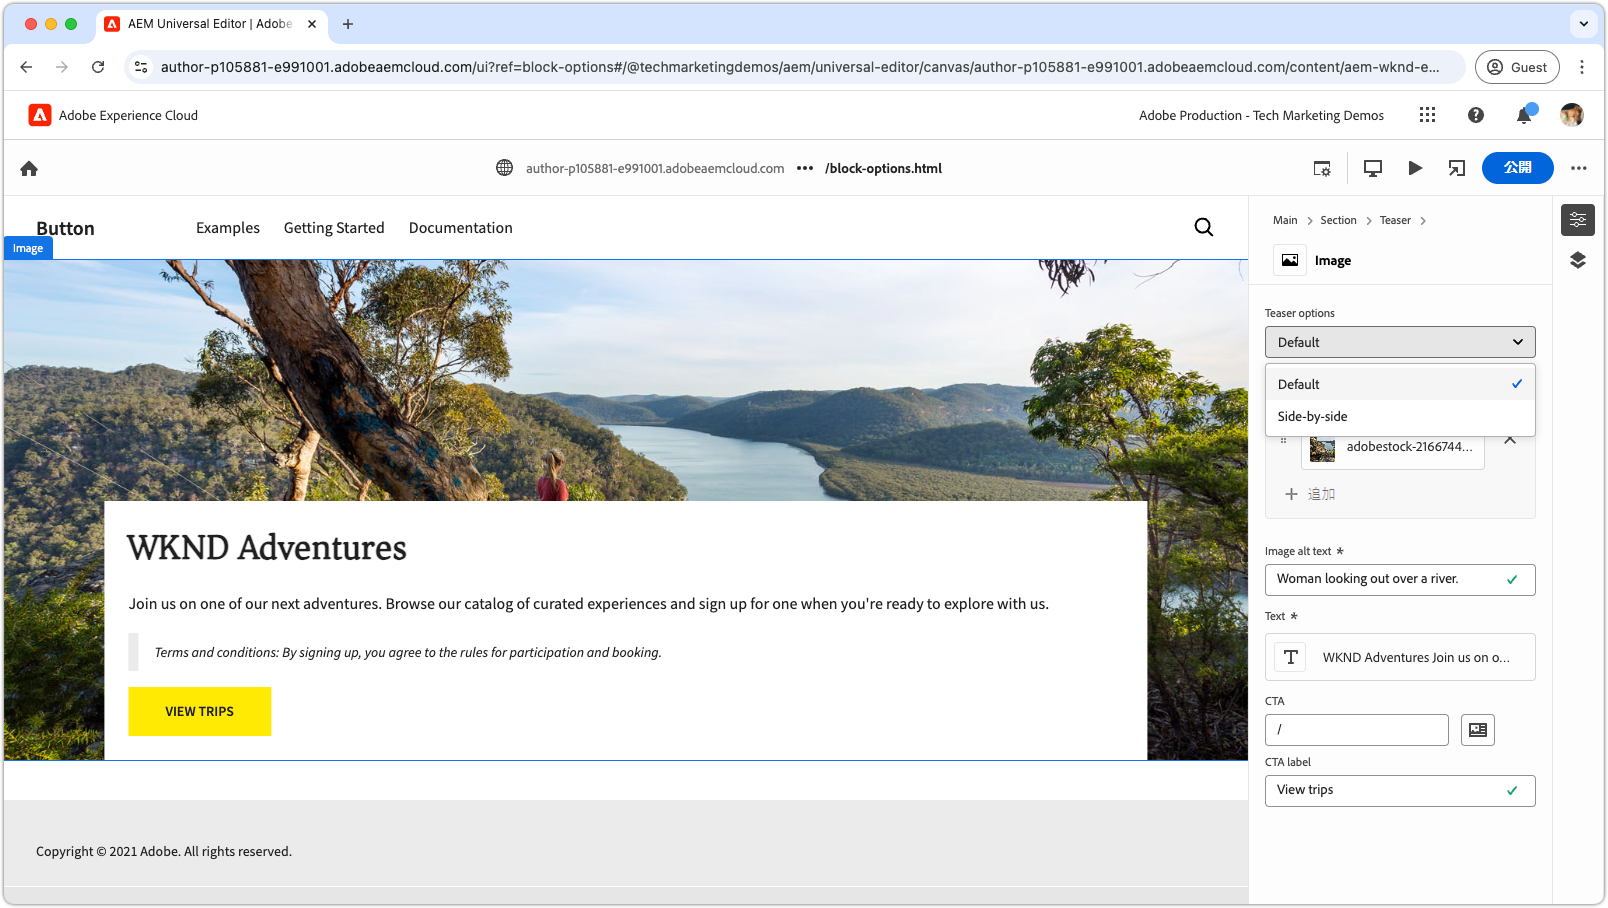 AEM Universal Editor | Adobe
author-p105881-e991001.adobeaemcloud.com/ui?ref=block-options#/@techmarketingdemos/aem/universal-editor/canvas/author-p105881-e991001.adobeaemcloud.com/content/aem-wknd-e...
Guest
Adobe Experience Cloud
Adobe Production - Tech Marketing Demos
author-p105881-e991001.adobeaemcloud.com ••• /block-options.html
公開
Button
Examples
Getting Started
Documentation
Image
WKND Adventures
Join us on one of our next adventures. Browse our catalog of curated experiences and sign up for one when you're ready to explore with us.
Terms and conditions: By signing up, you agree to the rules for participation and booking.
VIEW TRIPS
Copyright © 2021 Adobe. All rights reserved.
Main > Section > Teaser >
Image
Teaser options
Default
Default
Side-by-side
adobestock-2166744...
追加
Image alt text *
Woman looking out over a river.
Text *
WKND Adventures Join us on o...
CTA
/
CTA label
View trips